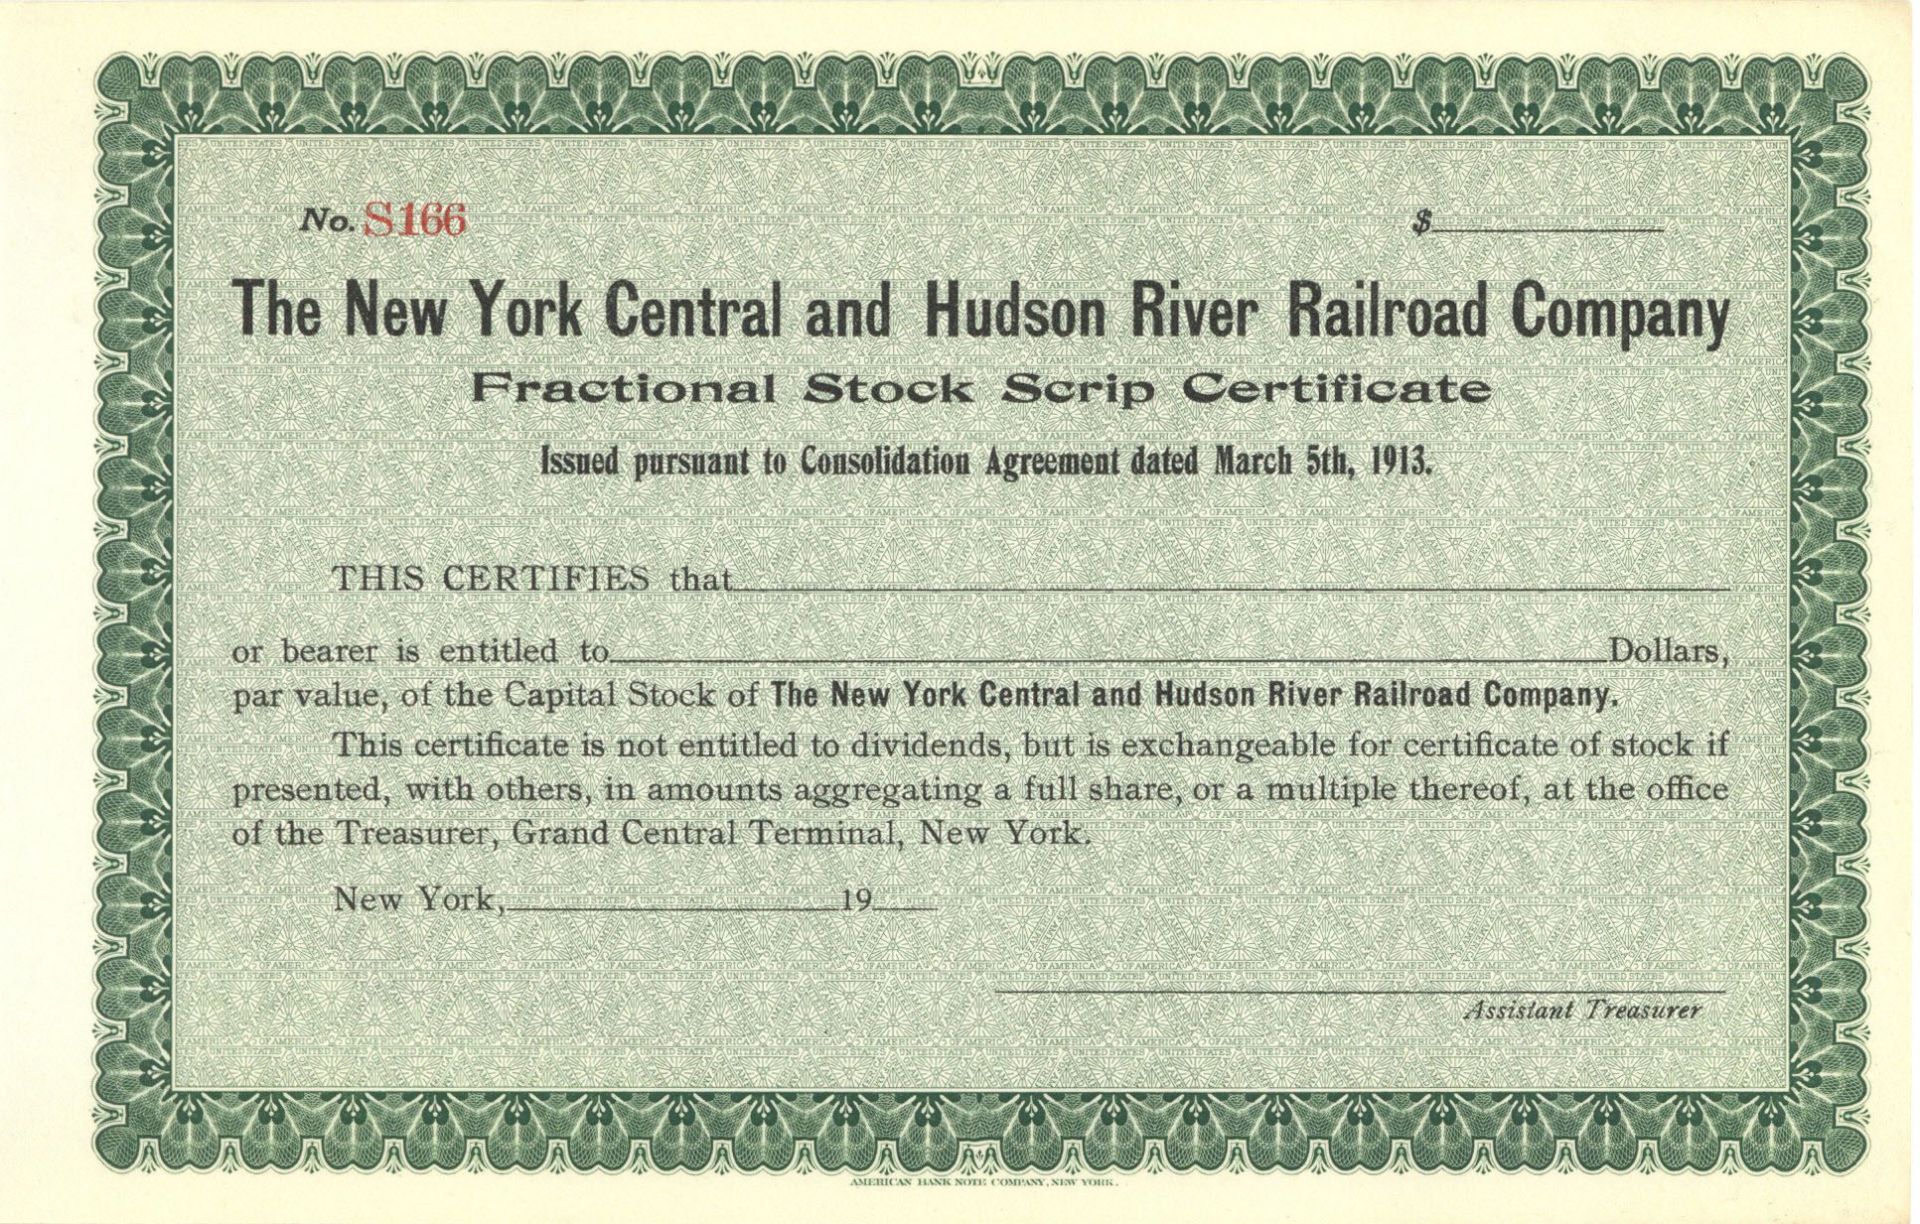 No. S166 $
The New York Central and Hudson River Railroad Company
Fractional Stock Scrip Certificate
Issued pursuant to Consolidation Agreement dated March 5th, 1913.
THIS CERTIFIES that
or bearer is entitled to Dollars,
par value, of the Capital Stock of The New York Central and Hudson River Railroad Company.
This certificate is not entitled to dividends, but is exchangeable for certificate of stock if
presented, with others, in amounts aggregating a full share, or a multiple thereof, at the office
of the Treasurer, Grand Central Terminal, New York.
New York, 19
Assistant Treasurer
AMERICAN BANK NOTE COMPANY, NEW YORK.